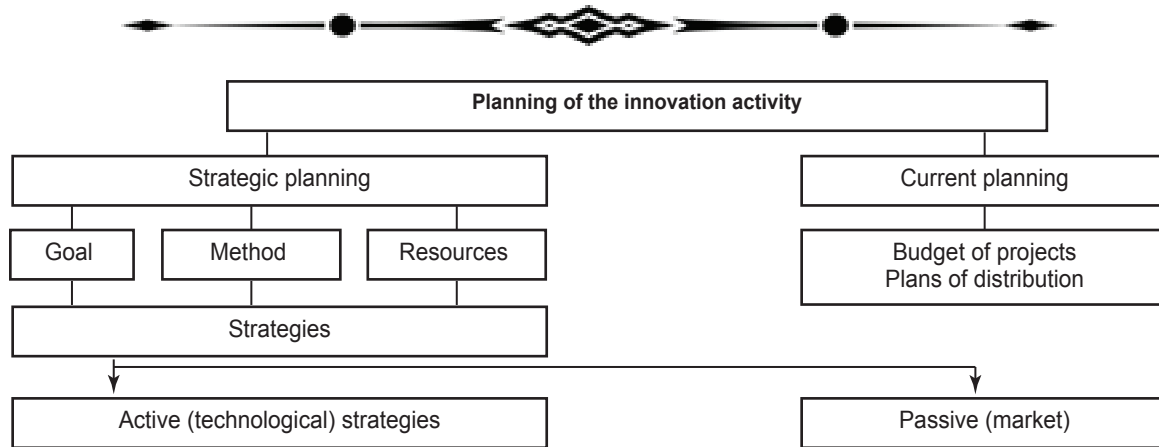 Planning of the innovation activity
Strategic planning
Current planning
Goal
Method
Resources
Budget of projects
Plans of distribution
Strategies
Active (technological) strategies
Passive (market)